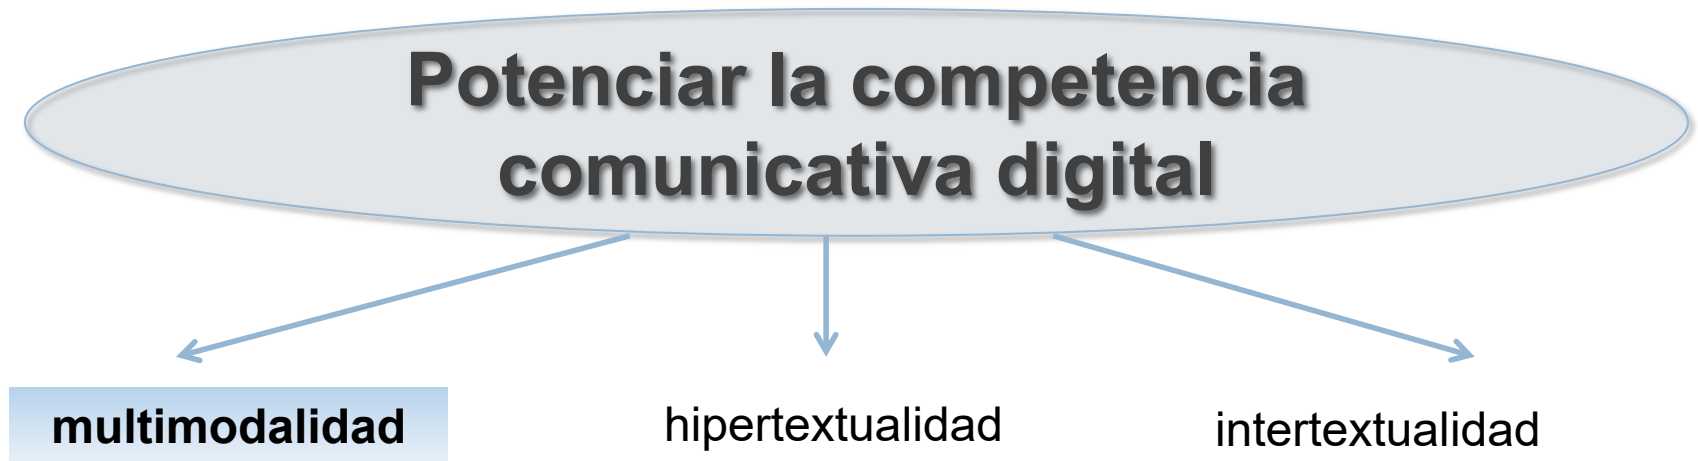 Potenciar la competencia
comunicativa digital
multimodalidad
hipertextualidad
intertextualidad